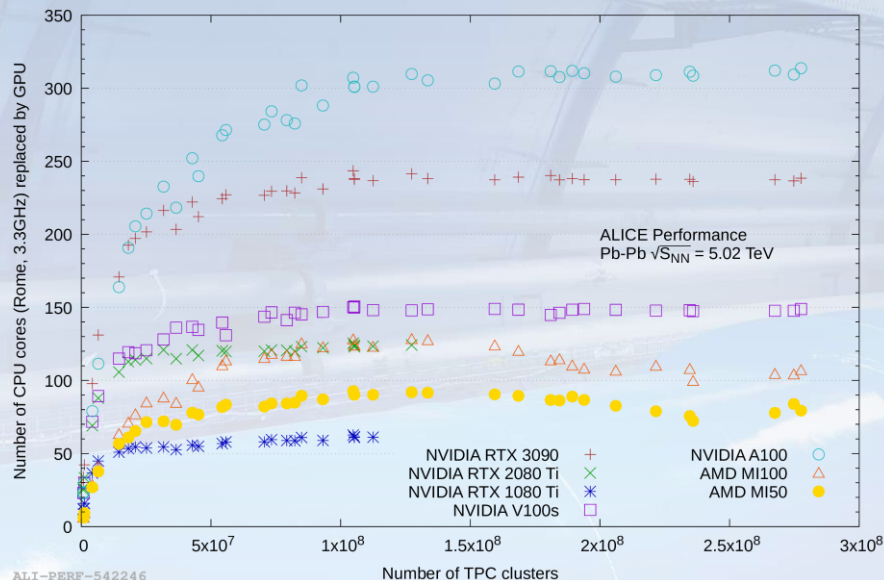 350
300
250
200
150
100
50
0
Number of CPU cores (Rome, 3.3GHz) replaced by GPU
ALICE Performance
Pb-Pb √S_NN = 5.02 TeV
NVIDIA RTX 3090
NVIDIA RTX 2080 Ti
NVIDIA RTX 1080 Ti
NVIDIA V100s
NVIDIA A100
AMD MI100
AMD MI50
0 5x10⁷ 1x10⁸ 1.5x10⁸ 2x10⁸ 2.5x10⁸ 3x10⁸
Number of TPC clusters
ALI-PERF-542246